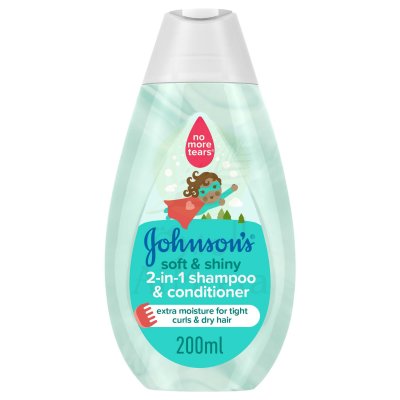 no
more
tears®
Johnson's
soft & shiny
2-in-1 shampoo
& conditioner
extra moisture for tight
curls & dry hair
200ml